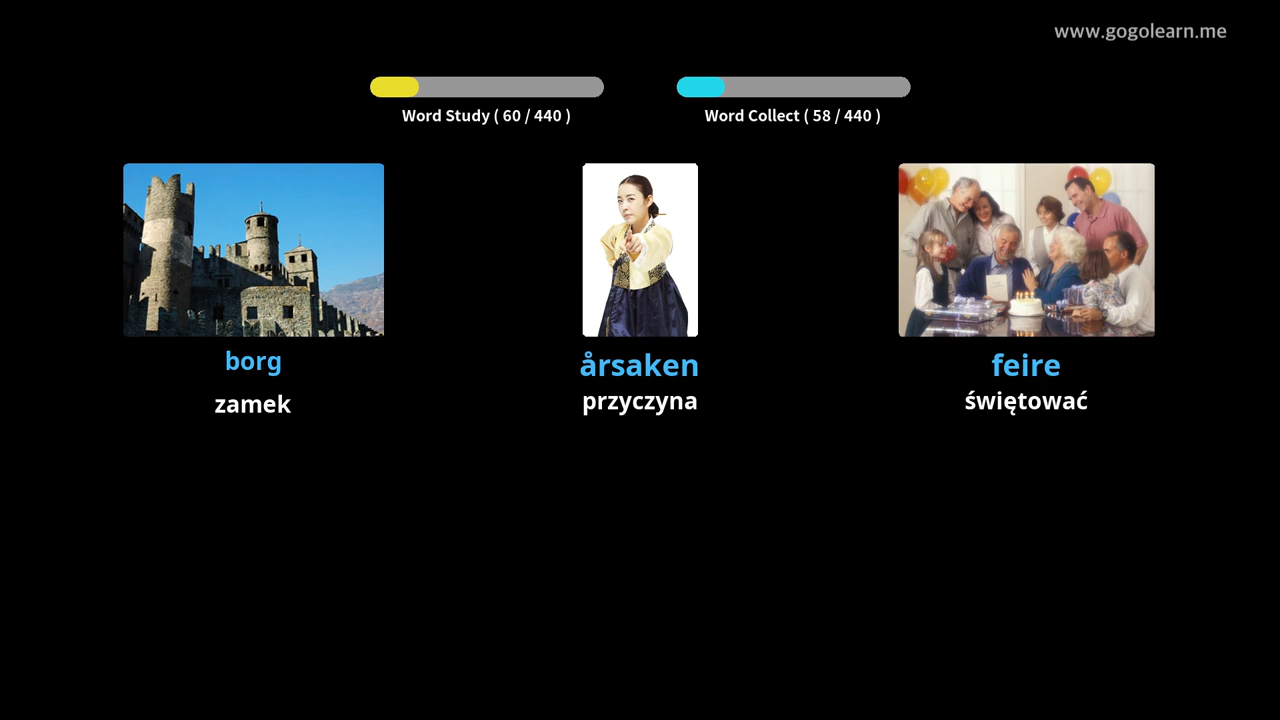 www.gogolearn.me
Word Study ( 60 / 440 )
Word Collect ( 58 / 440 )
borg
zamek
årsaken
przyczyna
feire
świętować